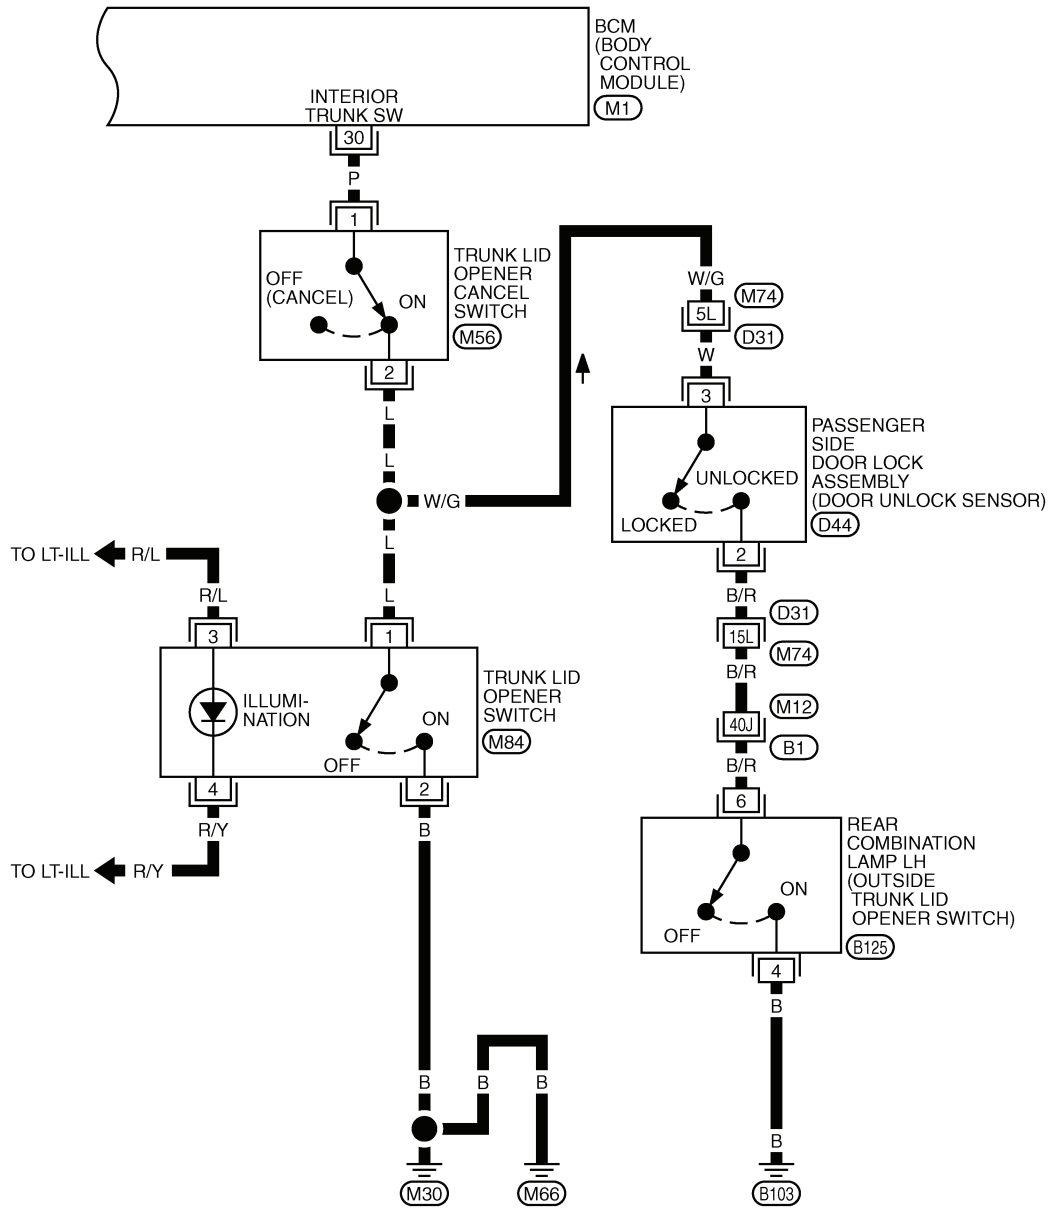 BCM
(BODY
CONTROL
MODULE)
M1
INTERIOR
TRUNK SW
30
P
1
OFF
(CANCEL)
ON
TRUNK LID
OPENER
CANCEL
SWITCH
M56
2
L
L
W/G
L
L
W/G
5L
M74
D31
W
3
UNLOCKED
LOCKED
PASSENGER
SIDE
DOOR LOCK
ASSEMBLY
(DOOR UNLOCK SENSOR)
D44
2
B/R
15L
D31
M74
B/R
40J
M12
B1
B/R
6
ON
OFF
REAR
COMBINATION
LAMP LH
(OUTSIDE
TRUNK LID
OPENER SWITCH)
B125
4
B
B
B103
TO LT-ILL
R/L
R/L
3
1
ILLUMI-
NATION
ON
OFF
TRUNK LID
OPENER
SWITCH
M84
4
2
R/Y
B
TO LT-ILL
R/Y
B
B
B
M30
M66